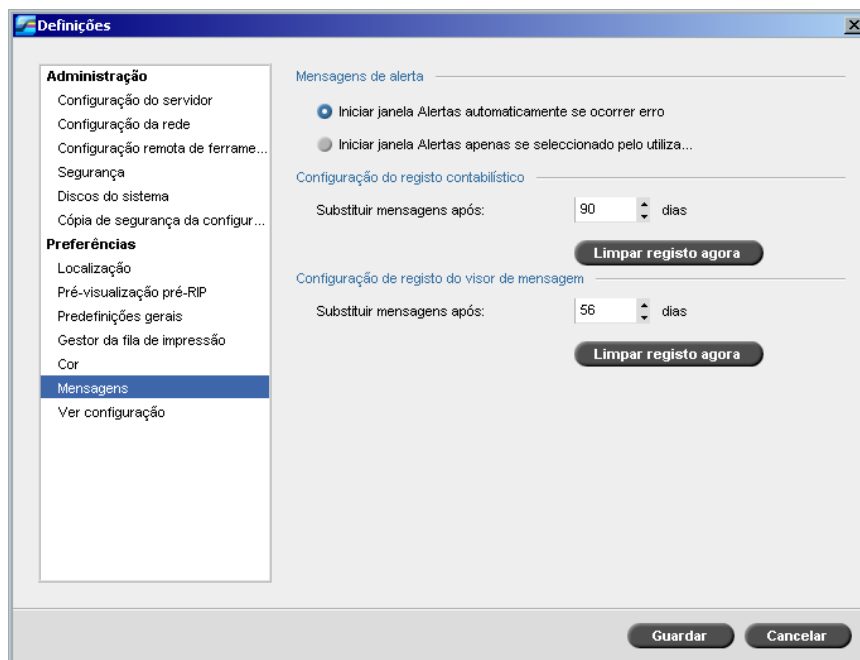 Definições
Administração
Configuração do servidor
Configuração da rede
Configuração remota de ferrame...
Segurança
Discos do sistema
Cópia de segurança da configur...
Preferências
Localização
Pré-visualização pré-RIP
Predefinições gerais
Gestor da fila de impressão
Cor
Mensagens
Ver configuração
Mensagens de alerta
Iniciar janela Alertas automaticamente se ocorrer erro
Iniciar janela Alertas apenas se seleccionado pelo utiliza...
Configuração do registo contabilístico
Substituir mensagens após: 90 dias
Limpar registo agora
Configuração de registo do visor de mensagem
Substituir mensagens após: 56 dias
Limpar registo agora
Guardar Cancelar